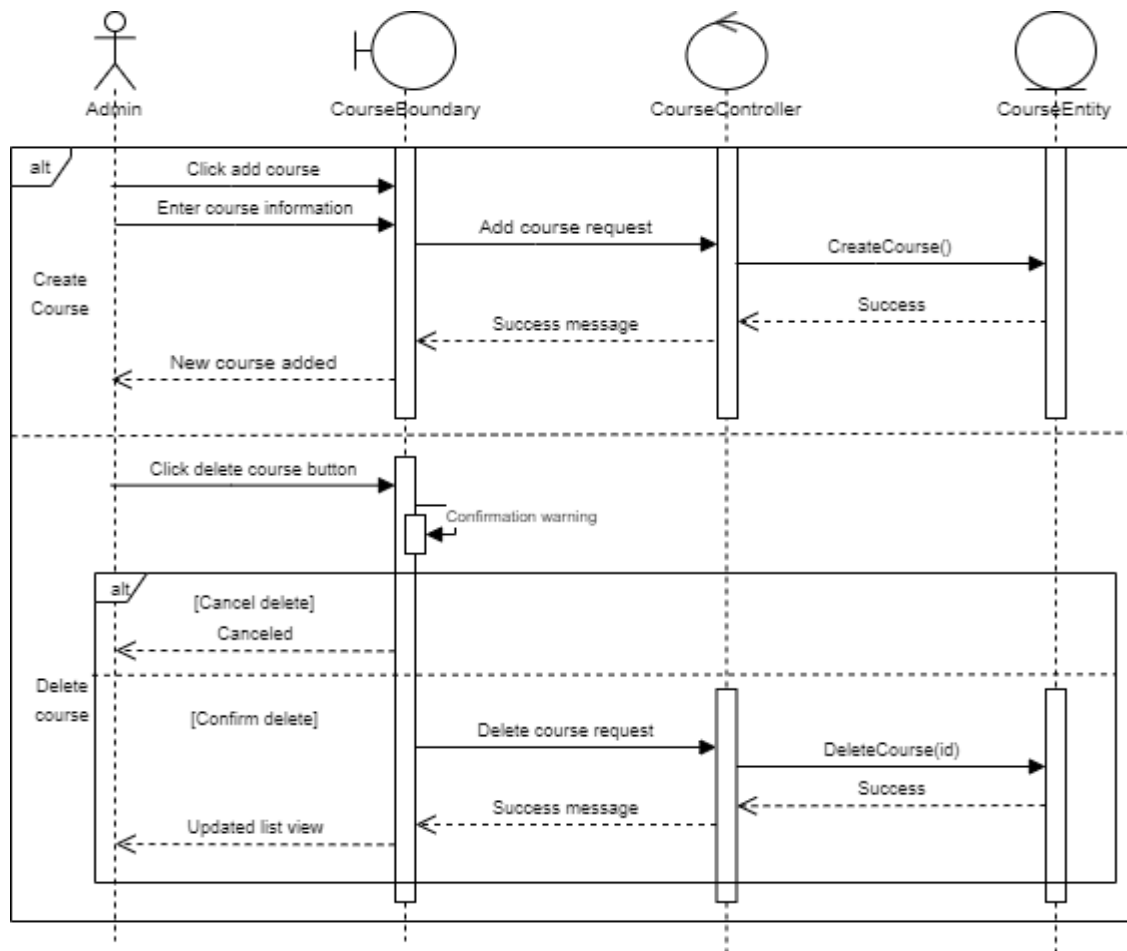 Admin
CourseBoundary
CourseController
CourseEntity
alt
Click add course
Enter course information
Add course request
CreateCourse()
Create
Course
Success
Success message
New course added
Click delete course button
Confirmation warning
alt
[Cancel delete]
Canceled
Delete
course
[Confirm delete]
Delete course request
DeleteCourse(id)
Success
Success message
Updated list view